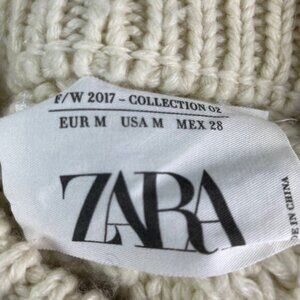 F/W 2017 - COLLECTION 02
EUR M USA M MEX 28
ZARA
DE IN CHINA